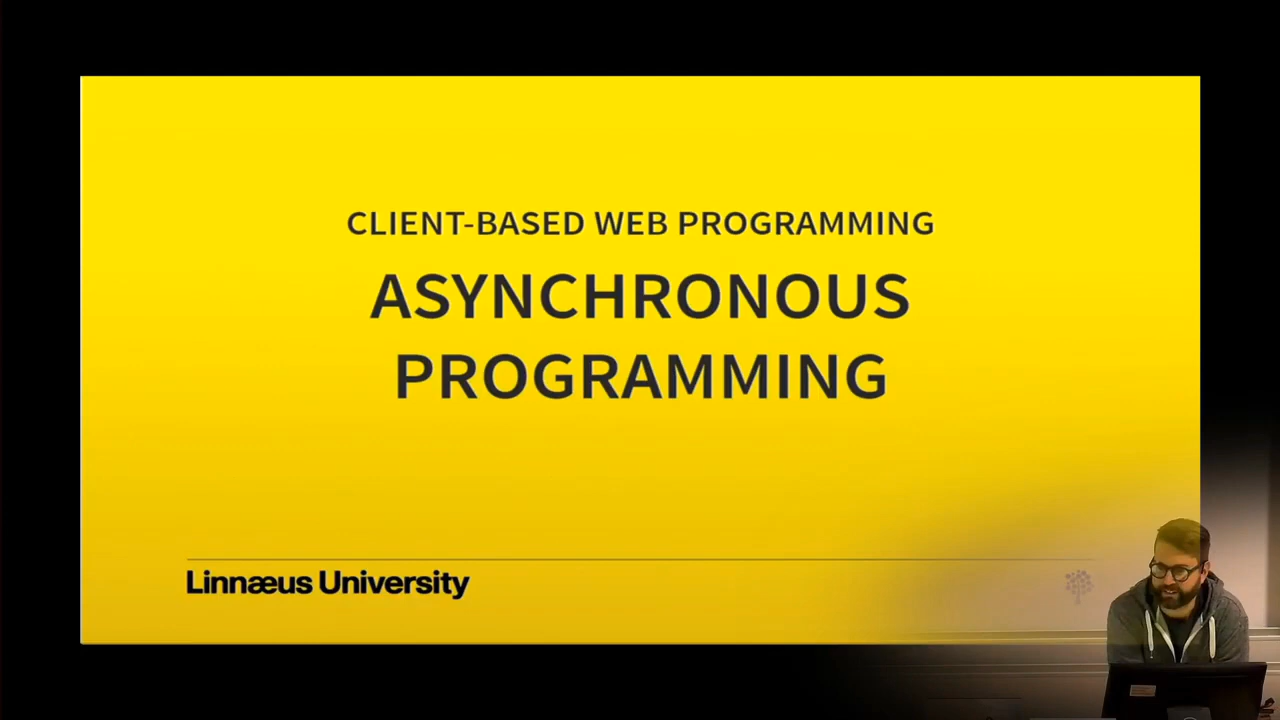 CLIENT-BASED WEB PROGRAMMING
ASYNCHRONOUS
PROGRAMMING
Linnæus University